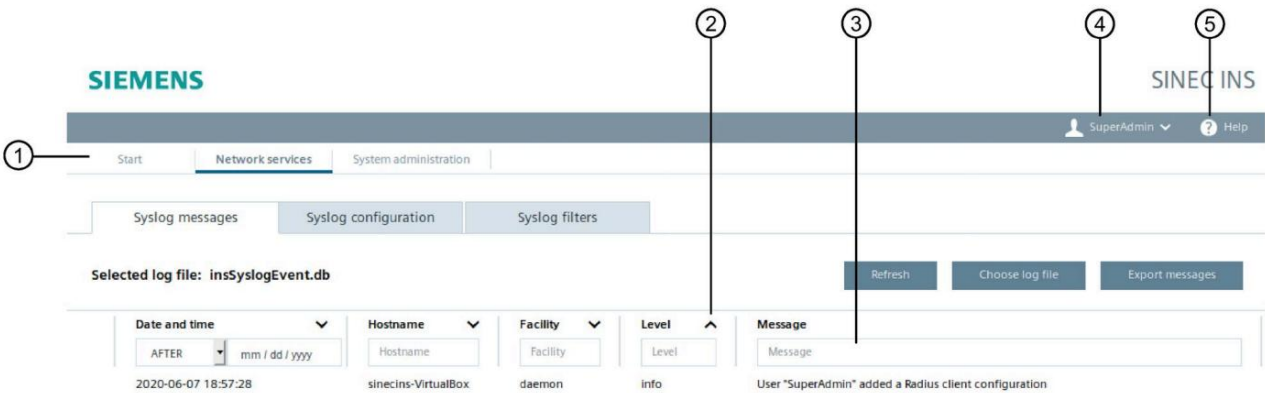 2 3 4 5
SIEMENS SINEC INS
SuperAdmin Help
1 Start Network services System administration
Syslog messages Syslog configuration Syslog filters
Selected log file: insSyslogEvent.db Refresh Choose log file Export messages
Date and time Hostname Facility Level Message
AFTER mm / dd / yyyy Hostname Facility Level Message
2020-06-07 18:57:28 sinecins-VirtualBox daemon info User "SuperAdmin" added a Radius client configuration